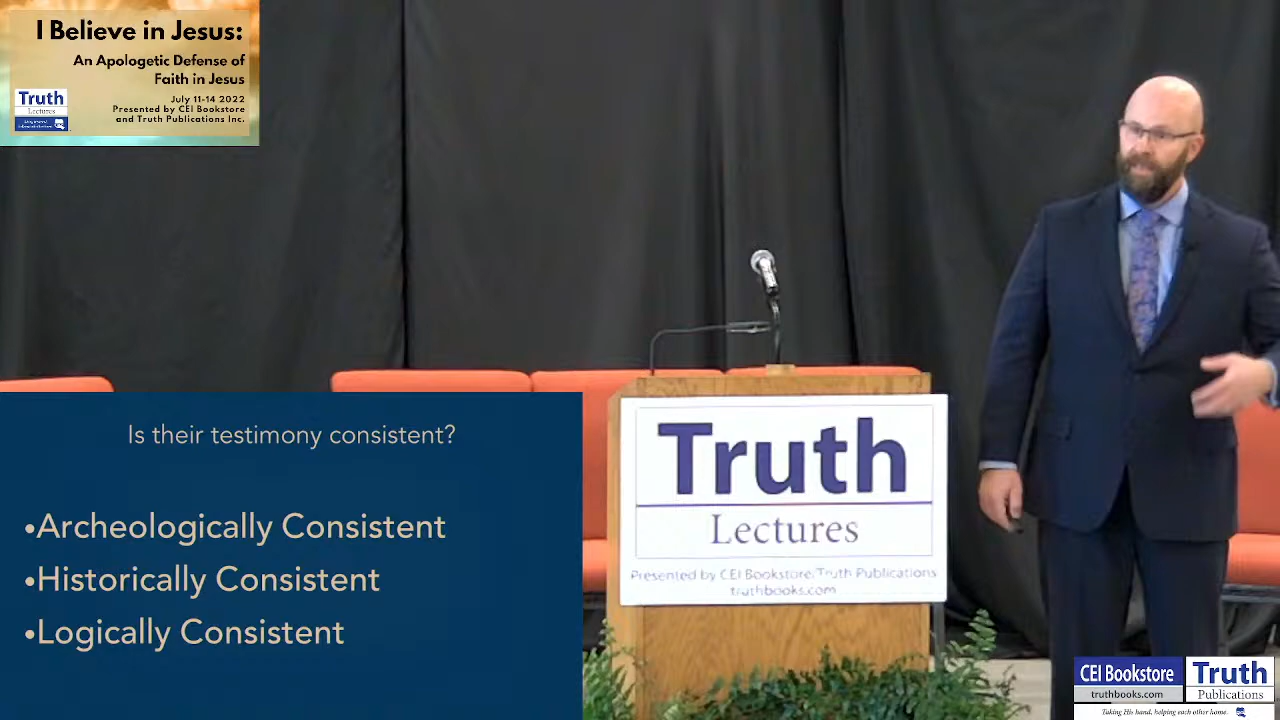 I Believe in Jesus:
An Apologetic Defense of
Faith in Jesus
July 11-14 2022
Presented by CEI Bookstore
and Truth Publications Inc.
Truth
Lectures
Is their testimony consistent?
•Archeologically Consistent
•Historically Consistent
•Logically Consistent
Truth
Lectures
Presented by CEI Bookstore/Truth Publications
truthbooks.com
CEI Bookstore
truthbooks.com
Truth
Publications
Taking His hand, helping each other home.